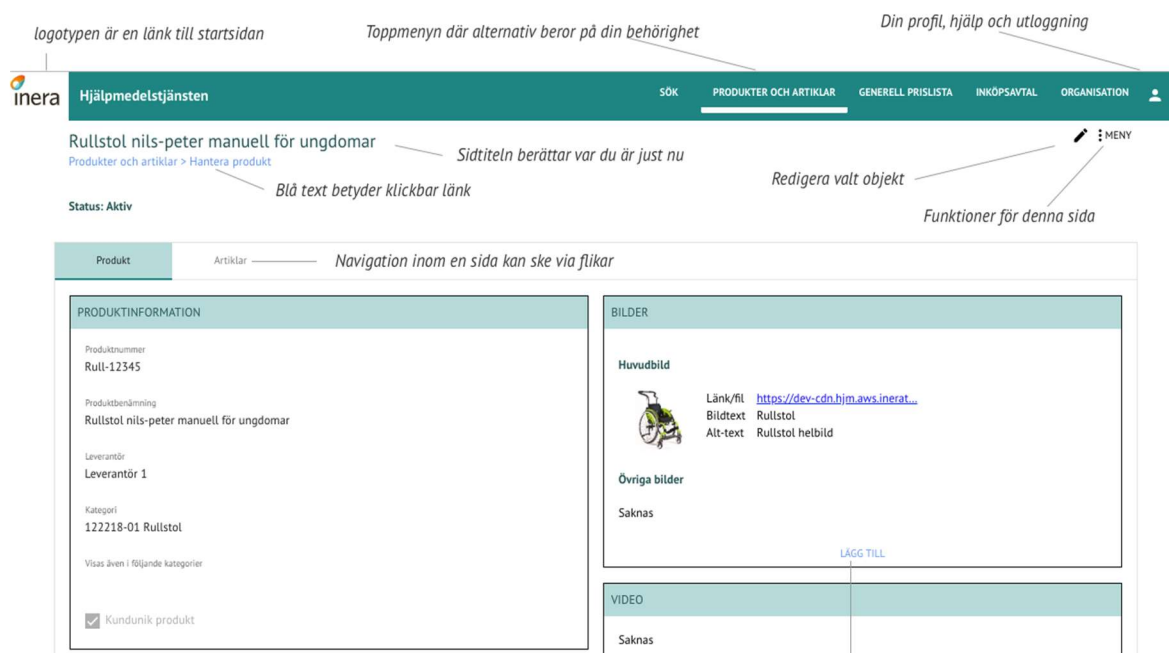 logotypen är en länk till startsidan
Toppmenyn där alternativ beror på din behörighet
Din profil, hjälp och utloggning
inera
Hjälpmedelstjänsten
SÖK
PRODUKTER OCH ARTIKLAR
GENERELL PRISLISTA
INKÖPSAVTAL
ORGANISATION
Rullstol nils-peter manuell för ungdomar
MENY
Produkter och artiklar > Hantera produkt
Sidtiteln berättar var du är just nu
Redigera valt objekt
Blå text betyder klickbar länk
Status: Aktiv
Funktioner för denna sida
Produkt
Artiklar
Navigation inom en sida kan ske via flikar
PRODUKTINFORMATION
Produktnummer
Rull-12345
Produktbenämning
Rullstol nils-peter manuell för ungdomar
Leverantör
Leverantör 1
Kategori
122218-01 Rullstol
Visas även i följande kategorier
Kundunik produkt
BILDER
Huvudbild
Länk/fil https://dev-cdn.hjm.aws.inerat...
Bildtext Rullstol
Alt-text Rullstol helbild
Övriga bilder
Saknas
LÄGG TILL
VIDEO
Saknas